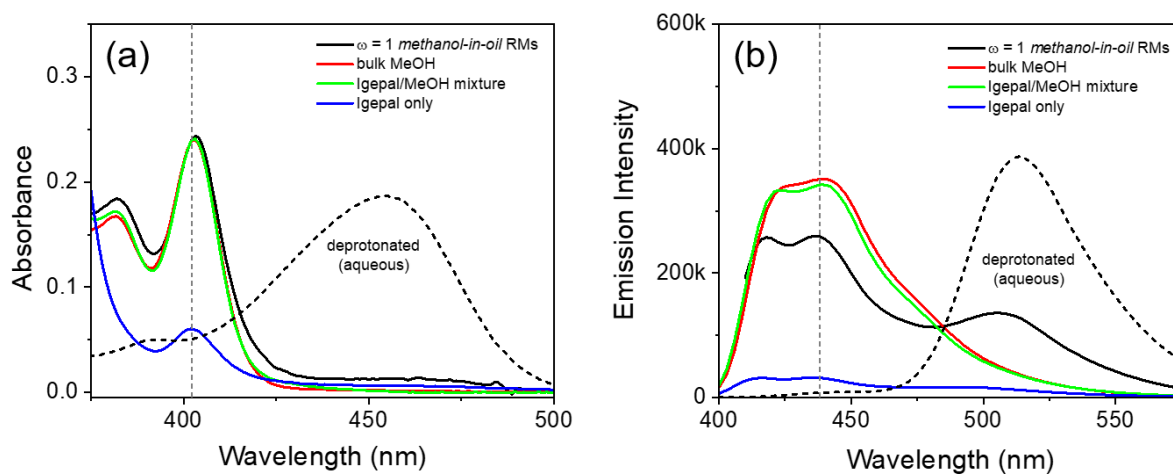 (a)
ω = 1 methanol-in-oil RMs
bulk MeOH
Igepal/MeOH mixture
Igepal only
deprotonated
(aqueous)
Absorbance
0.3
0.2
0.1
0.0
400
450
500
Wavelength (nm)
(b)
ω = 1 methanol-in-oil RMs
bulk MeOH
Igepal/MeOH mixture
Igepal only
deprotonated
(aqueous)
Emission Intensity
600k
400k
200k
0
400
450
500
550
Wavelength (nm)